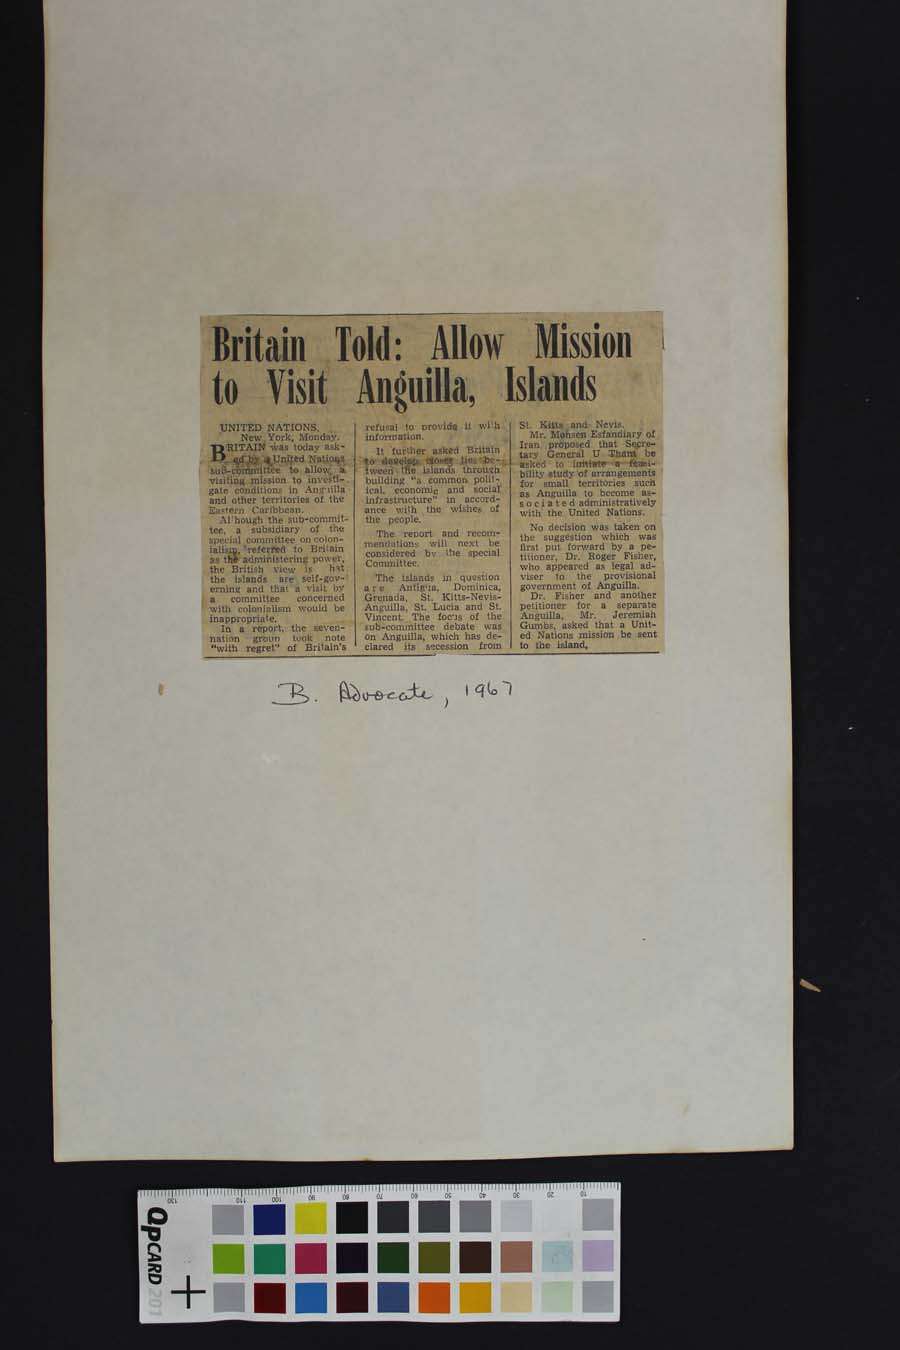 Britain Told: Allow Mission
to Visit Anguilla, Islands
UNITED NATIONS,
New York, Monday.
BRITAIN was today ask-
ed by a United Nations
sub-committee to allow a
visiting mission to investi-
gate conditions in Anguilla
and other territories of the
Eastern Caribbean.
Although the sub-commit-
tee, a subsidiary of the
special committee on colon-
ialism, referred to Britain
as the administering power,
the British view is hat
the islands are self-gov-
erning and that a visit by
a committee concerned
with colonialism would be
inappropriate.
In a report, the seven-
nation group took note
"with regret" of Britain's
refusal to provide it with
information.
It further asked Britain
to develop closer ties be-
tween the islands through
building "a common polit-
ical, economic and social
infrastructure" in accord-
ance with the wishes of
the people.
The report and recom-
mendations will next be
considered by the special
Committee.
The islands in question
are Antigua, Dominica,
Grenada, St. Kitts-Nevis-
Anguilla, St. Lucia and St.
Vincent. The focus of the
sub-committee debate was
on Anguilla, which has de-
clared its secession from
St. Kitts and Nevis.
Mr. Mohsen Esfandiary of
Iran proposed that Secre-
tary General U Thant be
asked to initiate a feasi-
bility study of arrangements
for small territories such
as Anguilla to become as-
sociated administratively
with the United Nations.
No decision was taken on
the suggestion which was
first put forward by a pe-
titioner, Dr. Roger Fisher,
who appeared as legal ad-
viser to the provisional
government of Anguilla.
Dr. Fisher and another
petitioner for a separate
Anguilla, Mr. Jeremiah
Gumbs, asked that a Unit-
ed Nations mission be sent
to the island,
B. Advocate, 1967
130 110 100 90 80 70 60 50 40 30 20 10
QPCARD 201